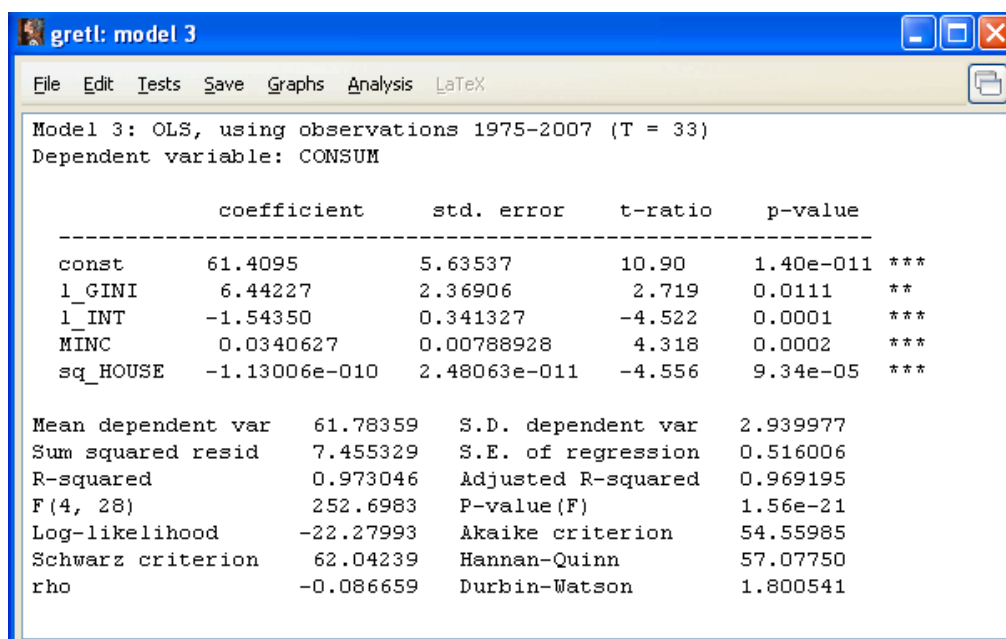 gretl: model 3
File Edit Tests Save Graphs Analysis LaTeX
Model 3: OLS, using observations 1975-2007 (T = 33)
Dependent variable: CONSUM
coefficient std. error t-ratio p-value
---------------------------------------------------------------
const 61.4095 5.63537 10.90 1.40e-011 ***
l_GINI 6.44227 2.36906 2.719 0.0111 **
l_INT -1.54350 0.341327 -4.522 0.0001 ***
MINC 0.0340627 0.00788928 4.318 0.0002 ***
sq_HOUSE -1.13006e-010 2.48063e-011 -4.556 9.34e-05 ***
Mean dependent var 61.78359 S.D. dependent var 2.939977
Sum squared resid 7.455329 S.E. of regression 0.516006
R-squared 0.973046 Adjusted R-squared 0.969195
F(4, 28) 252.6983 P-value(F) 1.56e-21
Log-likelihood -22.27993 Akaike criterion 54.55985
Schwarz criterion 62.04239 Hannan-Quinn 57.07750
rho -0.086659 Durbin-Watson 1.800541